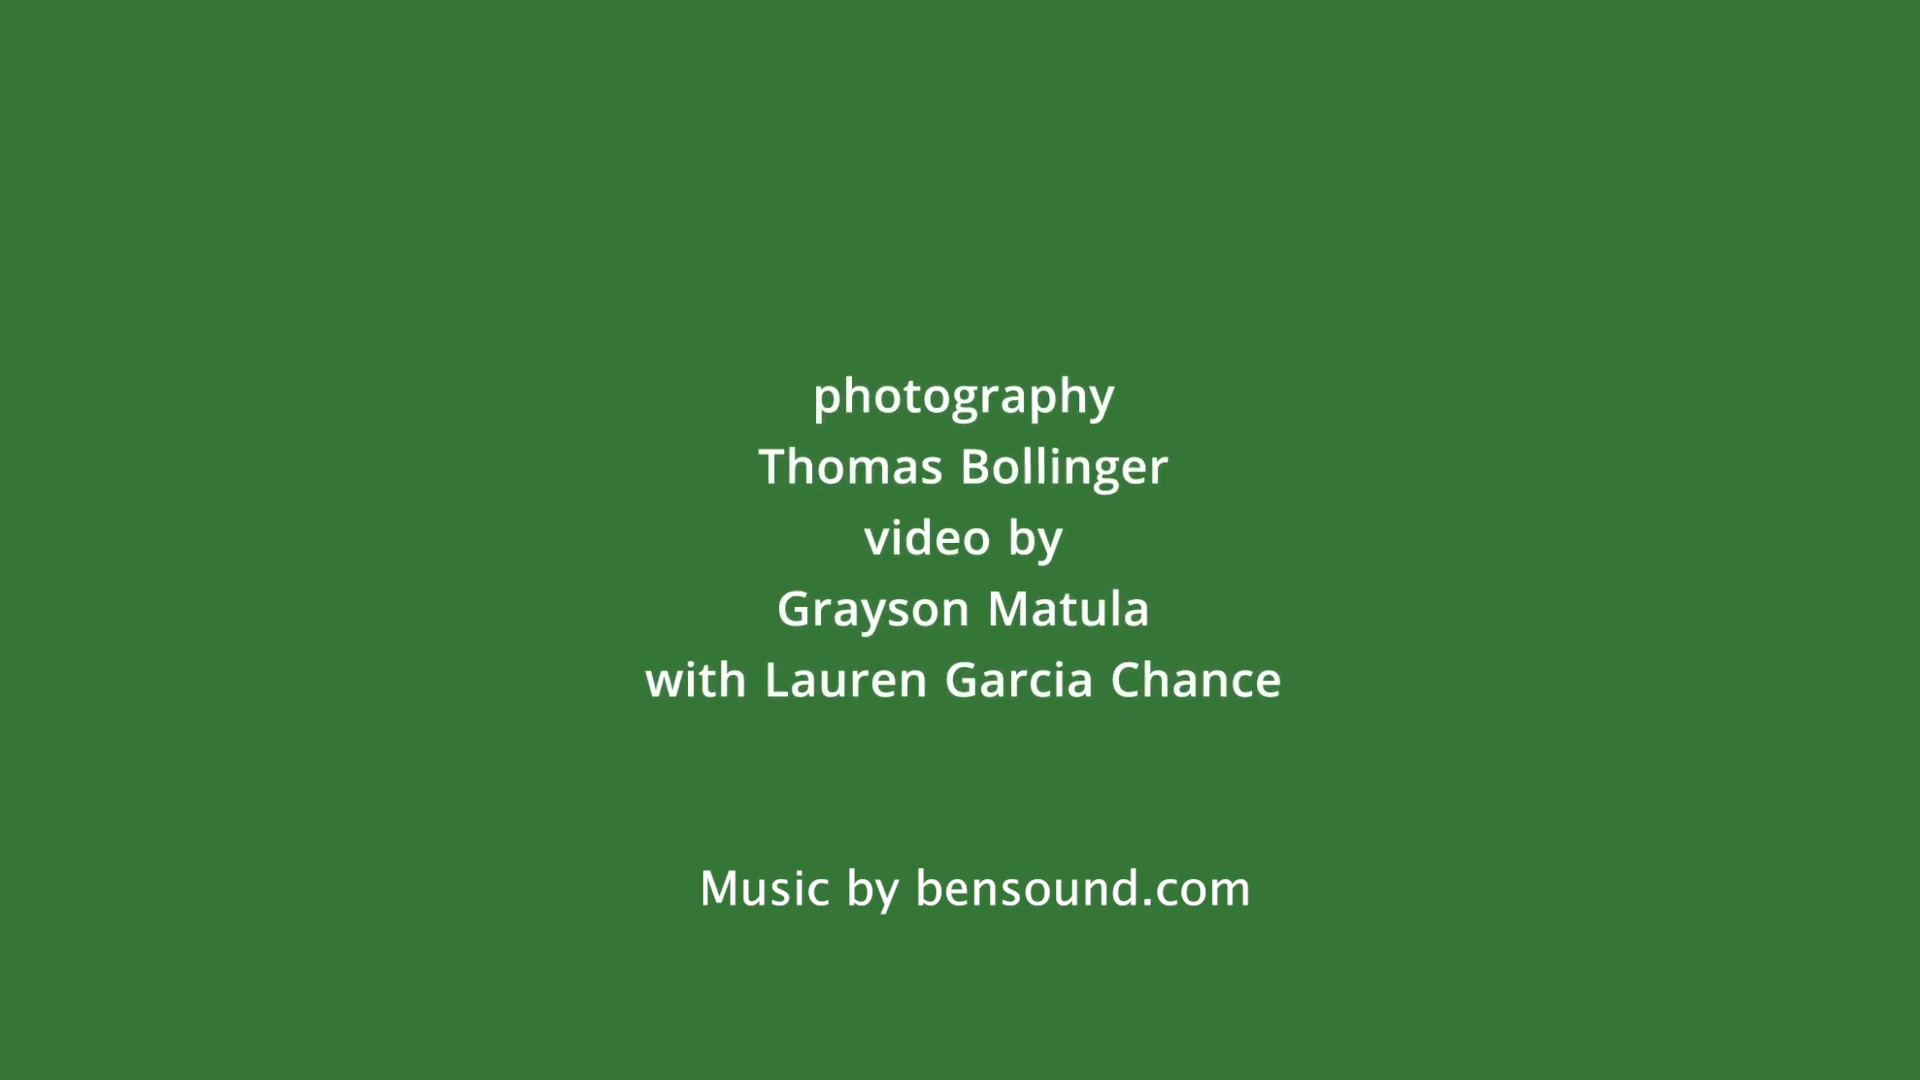 photography
Thomas Bollinger
video by
Grayson Matula
with Lauren Garcia Chance
Music by bensound.com